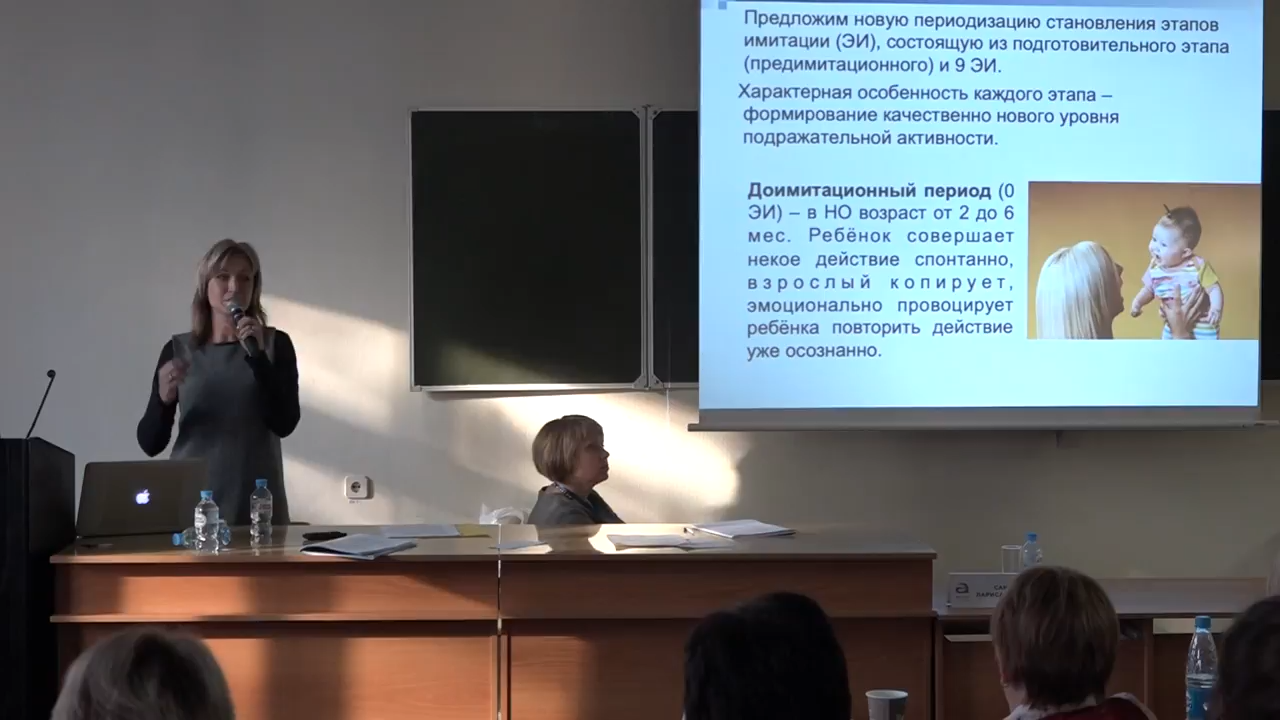 Предложим новую периодизацию становления этапов
имитации (ЭИ), состоящую из подготовительного этапа
(предимитационного) и 9 ЭИ.
Характерная особенность каждого этапа –
формирование качественно нового уровня
подражательной активности.
Доимитационный период (0
ЭИ) – в НО возраст от 2 до 6
мес. Ребёнок совершает
некое действие спонтанно,
взрослый копирует,
эмоционально провоцирует
ребёнка повторить действие
уже осознанно.